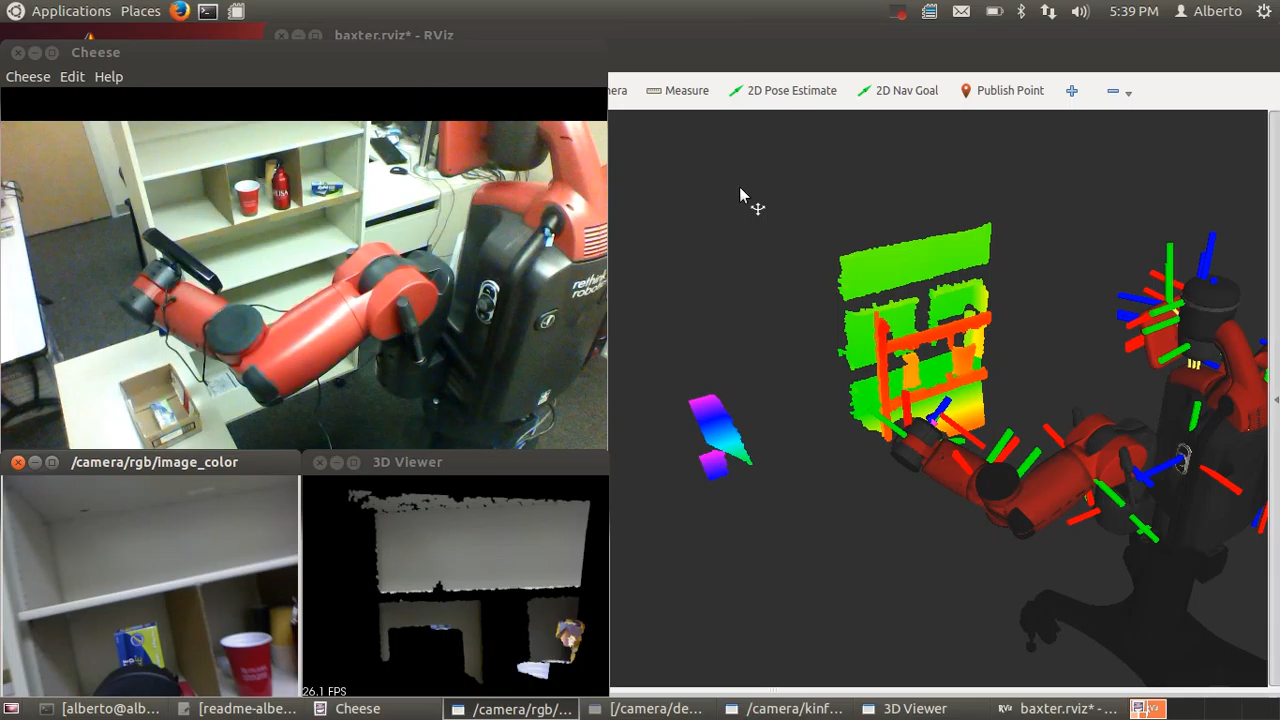 Applications Places
5:39 PM Alberto
baxter.rviz* - RViz
Cheese
Cheese Edit Help
mera Measure 2D Pose Estimate 2D Nav Goal Publish Point
rethink
/camera/rgb/image_color
3D Viewer
26.1 FPS
[alberto@alb... [readme-albe... Cheese /camera/rgb/... [/camera/de... /camera/kinf... 3D Viewer RViz baxter.rviz* - ...